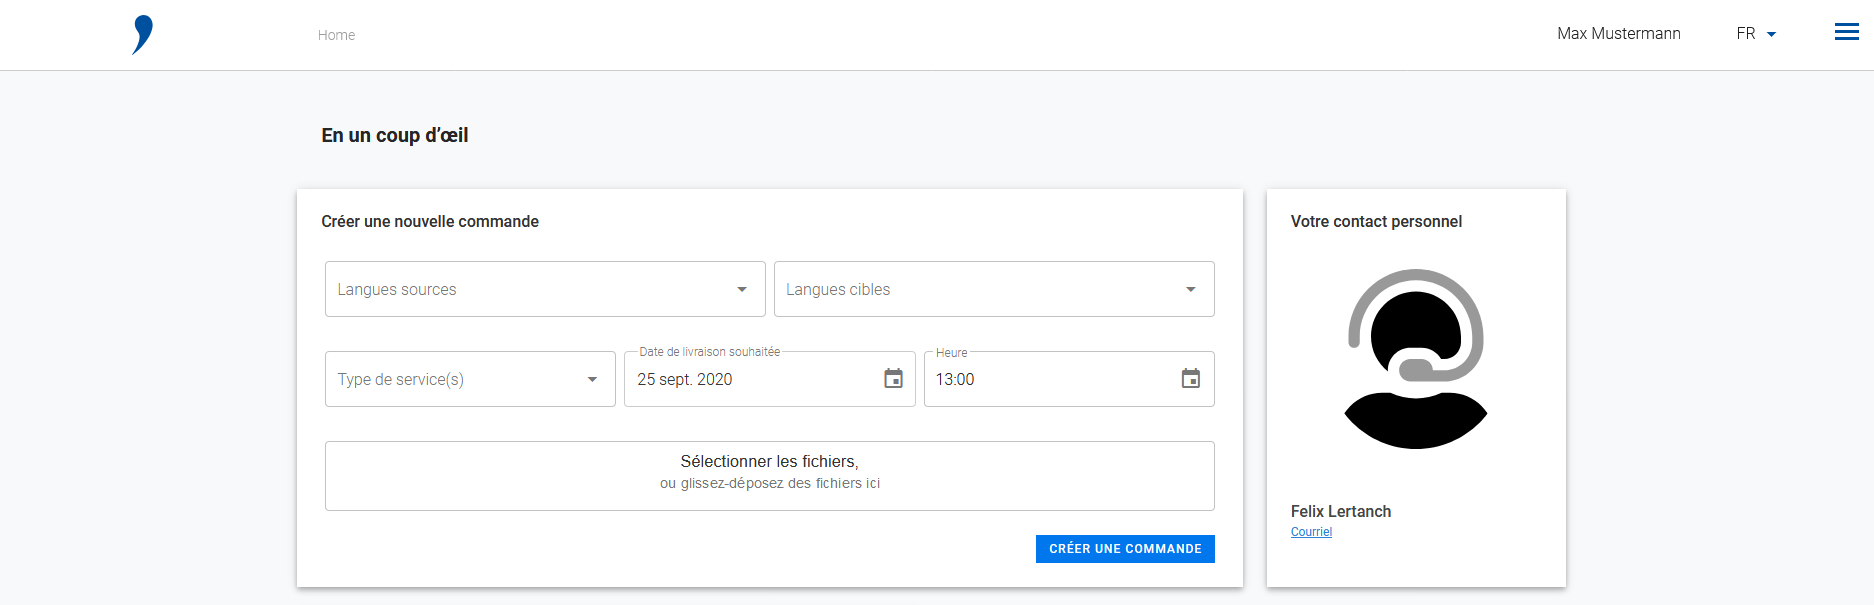 Home
Max Mustermann
FR
En un coup d’œil
Créer une nouvelle commande
Langues sources
Langues cibles
Type de service(s)
Date de livraison souhaitée
25 sept. 2020
Heure
13:00
Sélectionner les fichiers,
ou glissez-déposez des fichiers ici
CRÉER UNE COMMANDE
Votre contact personnel
Felix Lertanch
Courriel